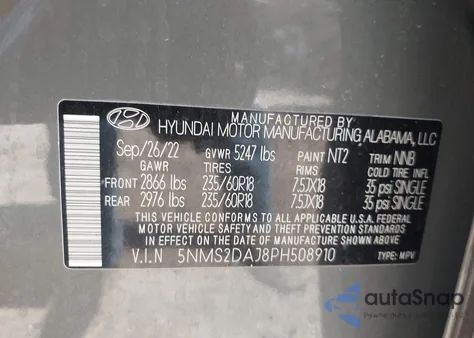 MANUFACTURED BY
HYUNDAI MOTOR MANUFACTURING ALABAMA, LLC
Sep/26/22 GVWR 5247 lbs PAINT NT2 TRIM NNB
GAWR TIRES RIMS COLD TIRE INFL
FRONT 2866 lbs 235/60R18 7.5JX18 35 psi SINGLE
REAR 2976 lbs 235/60R18 7.5JX18 35 psi SINGLE
THIS VEHICLE CONFORMS TO ALL APPLICABLE U.S.A. FEDERAL
MOTOR VEHICLE SAFETY, BUMPER, AND THEFT PREVENTION
STANDARDS IN EFFECT ON THE DATE OF MANUFACTURE SHOWN ABOVE.
V.I.N 5NMS2DAJ8PH508910 TYPE: MPV
autoSnap